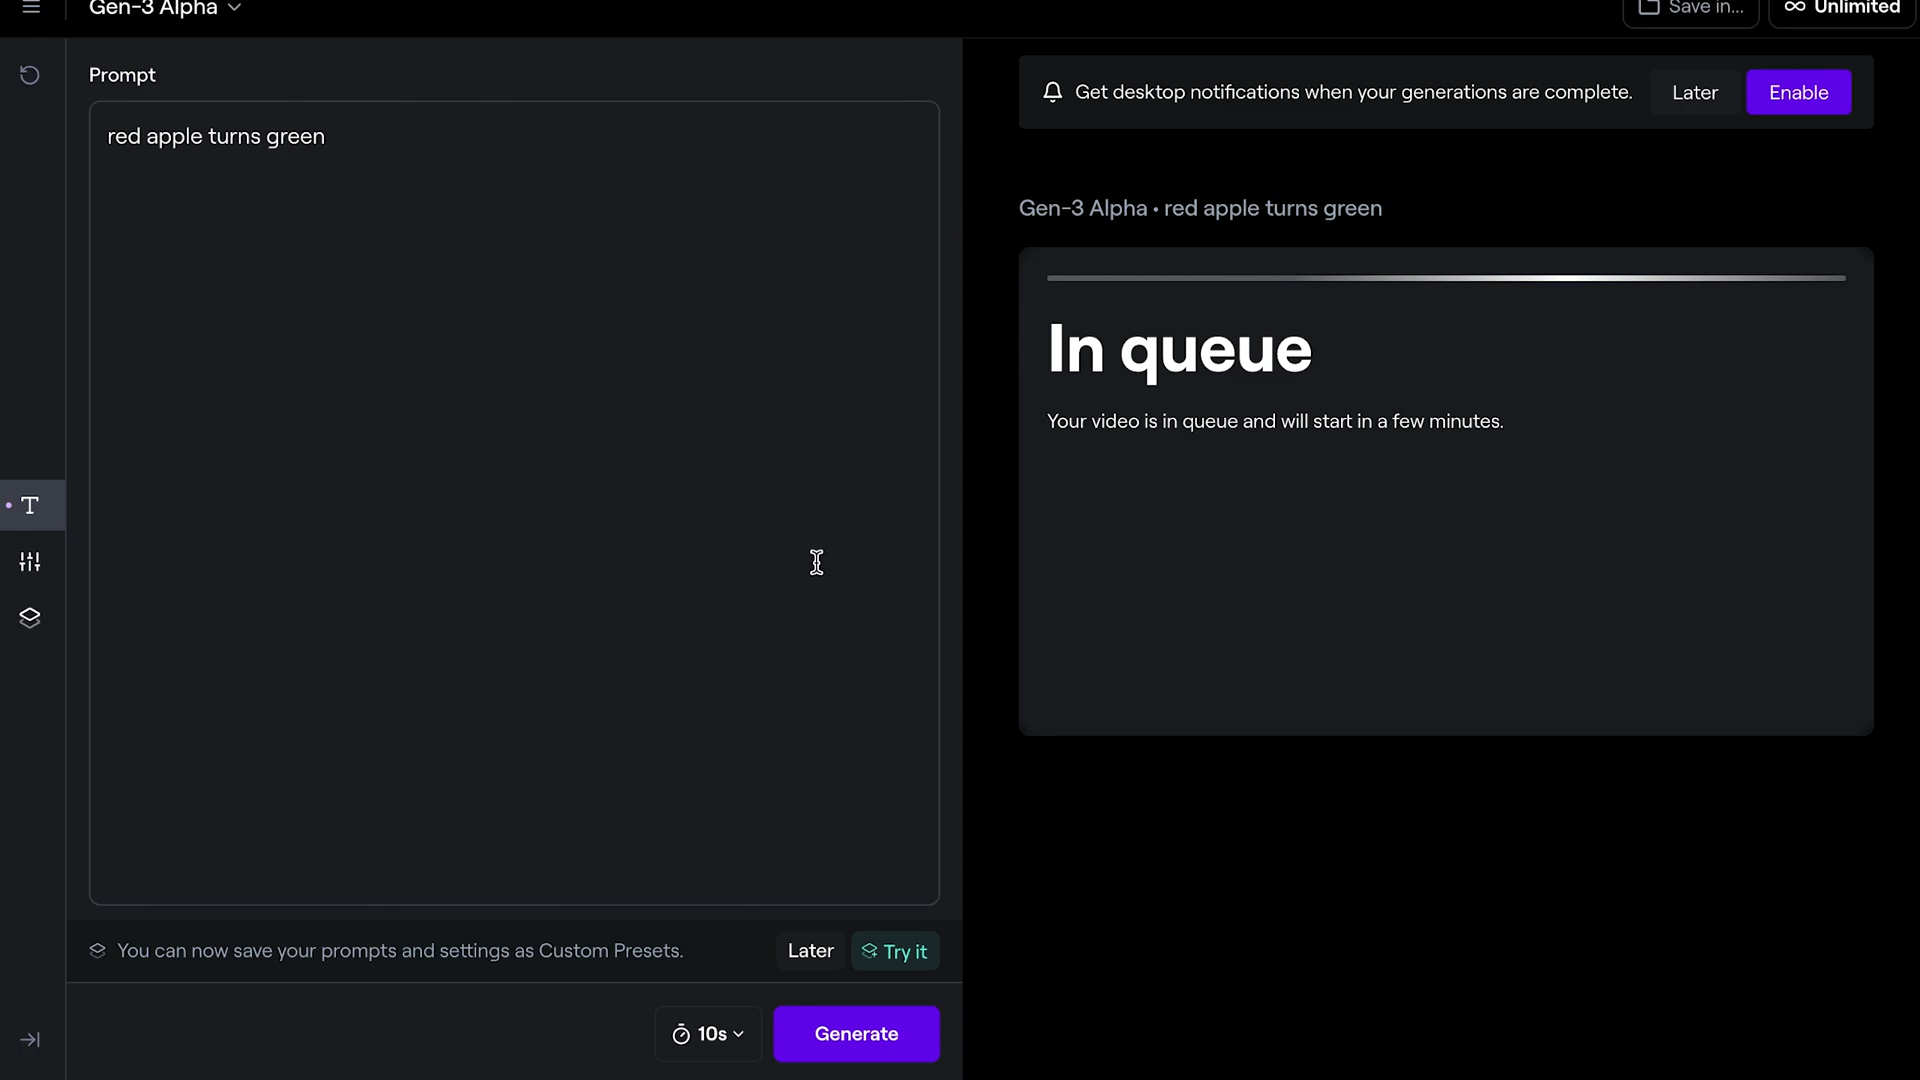 Gen-3 Alpha
Save in...
Unlimited
Prompt
red apple turns green
Get desktop notifications when your generations are complete.
Later
Enable
Gen-3 Alpha • red apple turns green
In queue
Your video is in queue and will start in a few minutes.
T
You can now save your prompts and settings as Custom Presets.
Later
Try it
10s
Generate